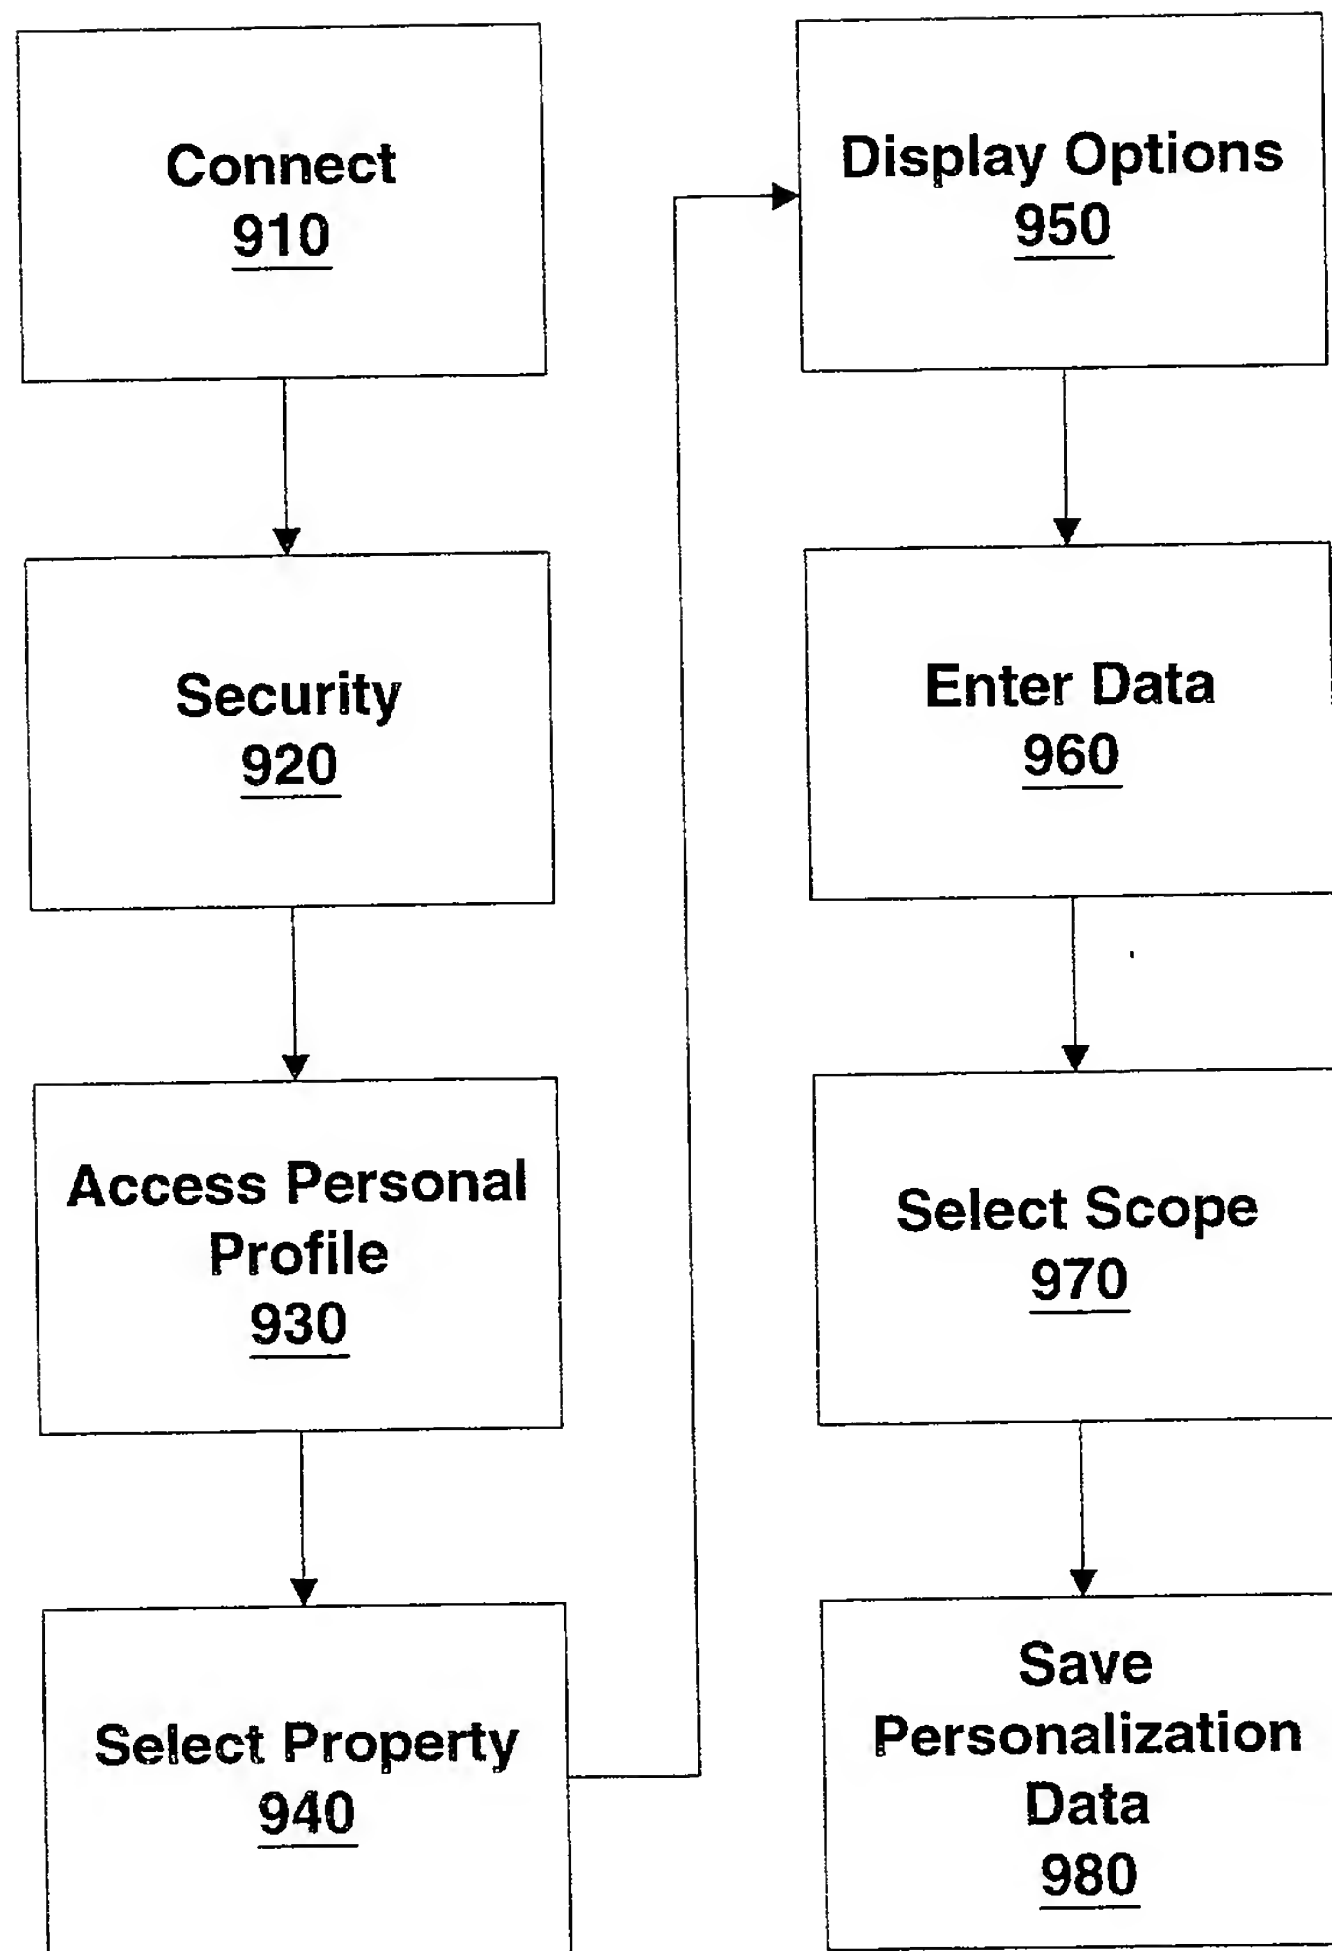 Connect
910
Security
920
Access Personal
Profile
930
Select Property
940
Display Options
950
Enter Data
960
Select Scope
970
Save
Personalization
Data
980